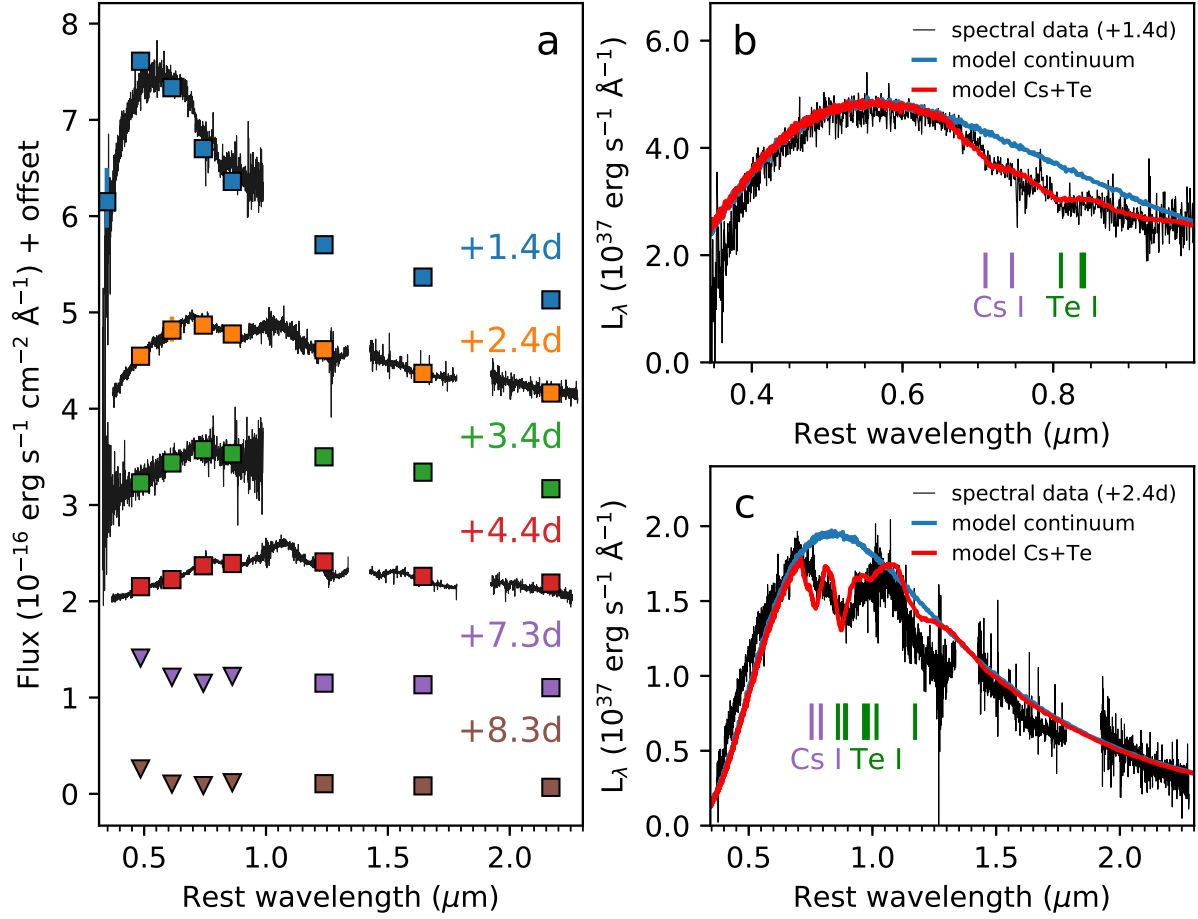 a
Flux (10⁻¹⁶ erg s⁻¹ cm⁻² Å⁻¹) + offset
8
7
6
5
4
3
2
1
0
+1.4d
+2.4d
+3.4d
+4.4d
+7.3d
+8.3d
0.5 1.0 1.5 2.0
Rest wavelength (μm)
b
spectral data (+1.4d)
model continuum
model Cs+Te
L_λ (10³⁷ erg s⁻¹ Å⁻¹)
6.0
4.0
2.0
0.0
Cs I Te I
0.4 0.6 0.8
Rest wavelength (μm)
c
spectral data (+2.4d)
model continuum
model Cs+Te
L_λ (10³⁷ erg s⁻¹ Å⁻¹)
2.0
1.5
1.0
0.5
0.0
Cs I Te I
0.5 1.0 1.5 2.0
Rest wavelength (μm)